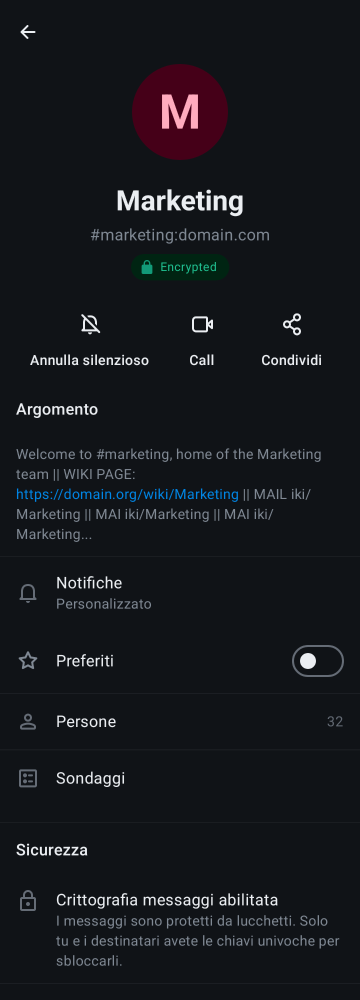 M
Marketing
#marketing:domain.com
Encrypted
Annulla silenzioso
Call
Condividi
Argomento
Welcome to #marketing, home of the Marketing
team || WIKI PAGE:
https://domain.org/wiki/Marketing || MAIL iki/
Marketing || MAI iki/Marketing || MAI iki/
Marketing...
Notifiche
Personalizzato
Preferiti
Persone
32
Sondaggi
Sicurezza
Crittografia messaggi abilitata
I messaggi sono protetti da lucchetti. Solo
tu e i destinatari avete le chiavi univoche per
sbloccarli.